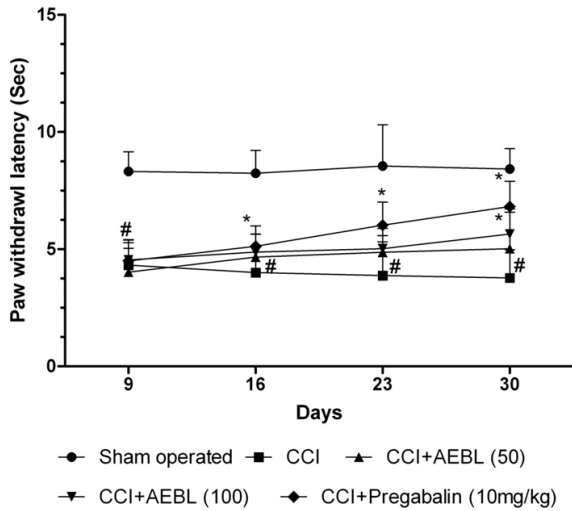 Paw withdrawl latency (Sec)
15
10
5
0
#
*
*
*
*
#
#
#
9 16 23 30
Days
Sham operated CCI CCI+AEBL (50)
CCI+AEBL (100) CCI+Pregabalin (10mg/kg)